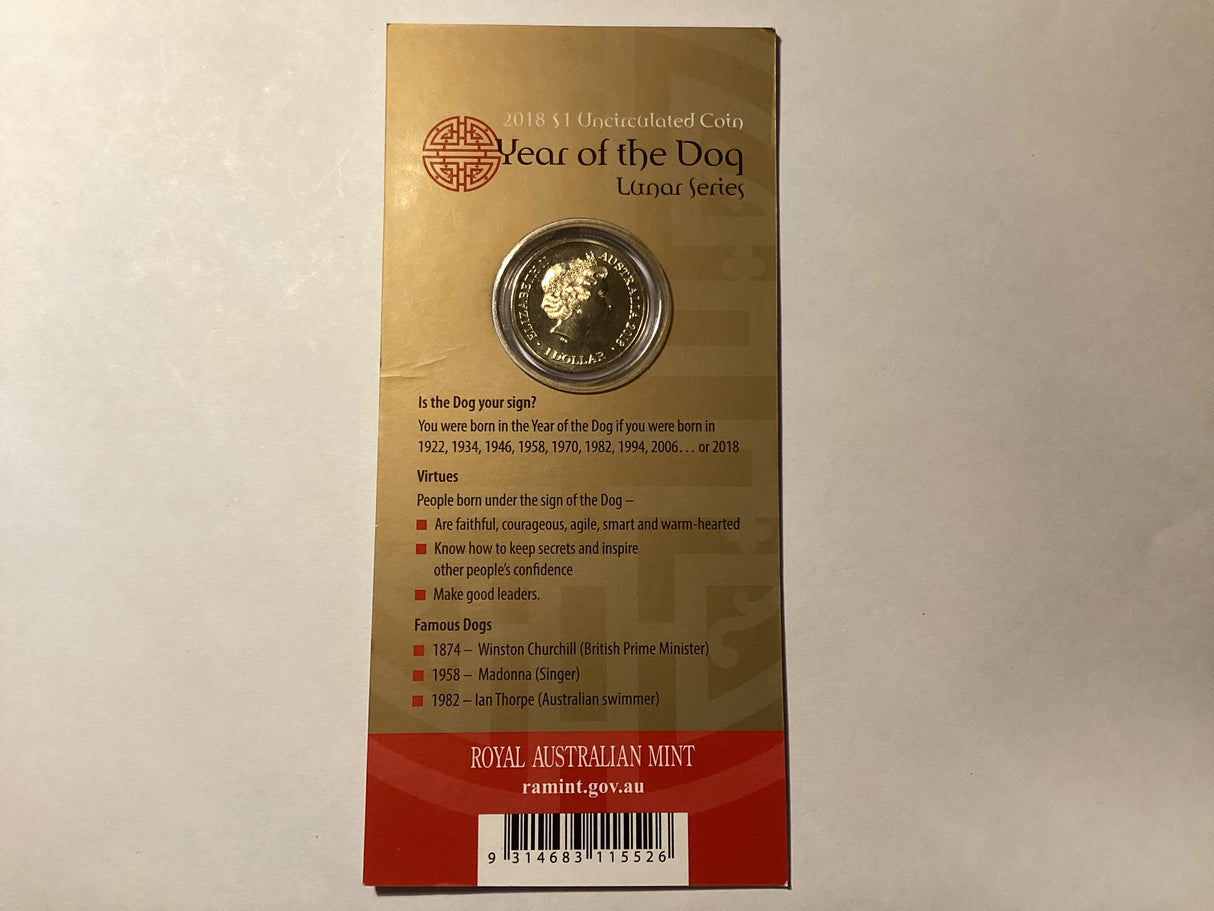 2018 $1 Uncirculated Coin
Year of the Dog
Lunar Series
ELIZABETH II AUSTRALIA 2018
1 DOLLAR
Is the Dog your sign?
You were born in the Year of the Dog if you were born in
1922, 1934, 1946, 1958, 1970, 1982, 1994, 2006… or 2018
Virtues
People born under the sign of the Dog –
Are faithful, courageous, agile, smart and warm-hearted
Know how to keep secrets and inspire
other people's confidence
Make good leaders.
Famous Dogs
1874 – Winston Churchill (British Prime Minister)
1958 – Madonna (Singer)
1982 – Ian Thorpe (Australian swimmer)
ROYAL AUSTRALIAN MINT
ramint.gov.au
9 314683 115526